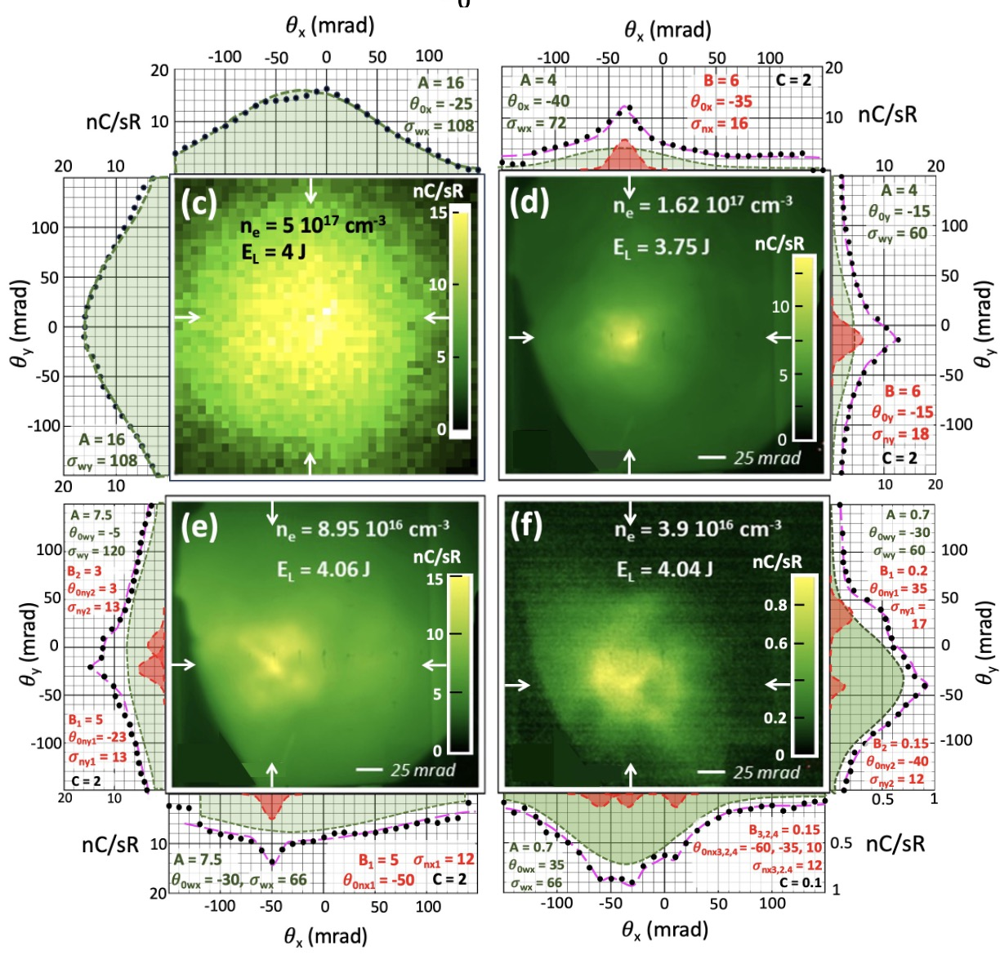 0
θx (mrad)
-100 -50 0 50 100
20
10
nC/sR
A = 16
θ0x = -25
σwx = 108
θx (mrad)
-100 -50 0 50 100
20
10
nC/sR
A = 4
θ0x = -40
σwx = 72
B = 6
θ0x = -35
σnx = 16
C = 2
20 10
100
50
0
-50
-100
θy (mrad)
A = 16
σwy = 108
20 10
(c)
ne = 5 10¹⁷ cm⁻³
EL = 4 J
nC/sR
15
10
5
0
(d)
ne = 1.62 10¹⁷ cm⁻³
EL = 3.75 J
nC/sR
10
5
0
25 mrad
10 20
A = 4
θ0y = -15
σwy = 60
100
50
0
-50
-100
θy (mrad)
B = 6
θ0y = -15
σny = 18
C = 2
10 20
A = 7.5
θ0wy = -5
σwy = 120
B2 = 3
θ0ny2 = 3
σny2 = 13
100
50
0
-50
-100
θy (mrad)
B1 = 5
θ0ny1= -23
σny1 = 13
C = 2
20 10
(e)
ne = 8.95 10¹⁶ cm⁻³
EL = 4.06 J
nC/sR
15
10
5
0
25 mrad
(f)
ne = 3.9 10¹⁶ cm⁻³
EL = 4.04 J
nC/sR
0.8
0.6
0.4
0.2
0
25 mrad
A = 0.7
θ0wy = -30
σwy = 60
B1 = 0.2
θ0ny1 = 35
σny1 =
17
100
50
0
-50
-100
θy (mrad)
B2 = 0.15
θ0ny2 = -40
σny2 = 12
0.5 1
nC/sR
10
20
A = 7.5
θ0wx = -30, σwx = 66
B1 = 5 σnx1 = 12
θ0nx1 = -50 C = 2
-100 -50 0 50 100
θx (mrad)
A = 0.7
θ0wx = 35
σwx = 66
B3,2,4 = 0.15
θ0nx3,2,4 = -60, -35, 10
σnx3,2.4 = 12
C = 0.1
0.5
1
nC/sR
-100 -50 0 50 100
θx (mrad)